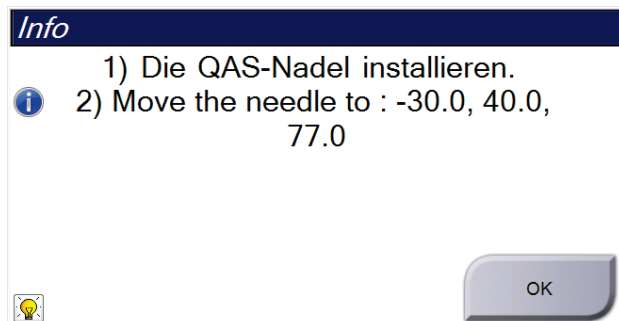 Info
1) Die QAS-Nadel installieren.
2) Move the needle to : -30.0, 40.0,
77.0
OK